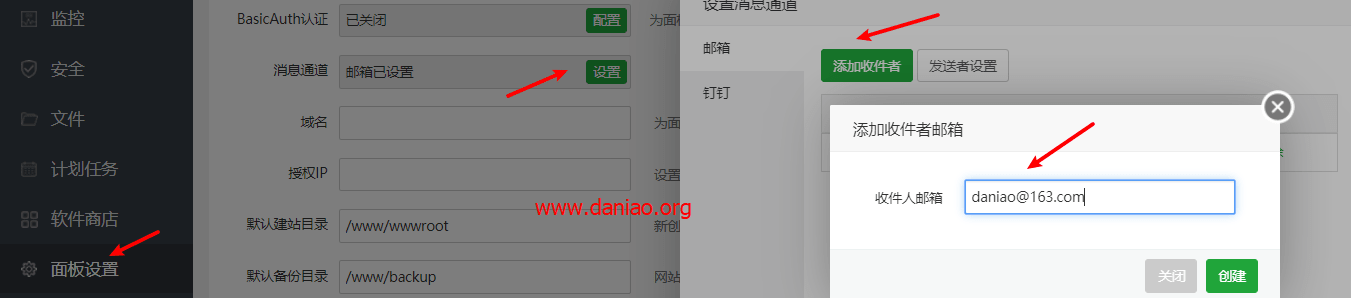 监控
安全
文件
计划任务
软件商店
面板设置
BasicAuth认证 已关闭 配置 为面板
消息通道 邮箱已设置 设置
域名 为面
授权IP 设置
默认建站目录 /www/wwwroot 新创
默认备份目录 /www/backup 网站
www.daniao.org
设置消息通道
邮箱
钉钉
添加收件者 发送者设置
添加收件者邮箱
收件人邮箱 daniao@163.com
关闭 创建